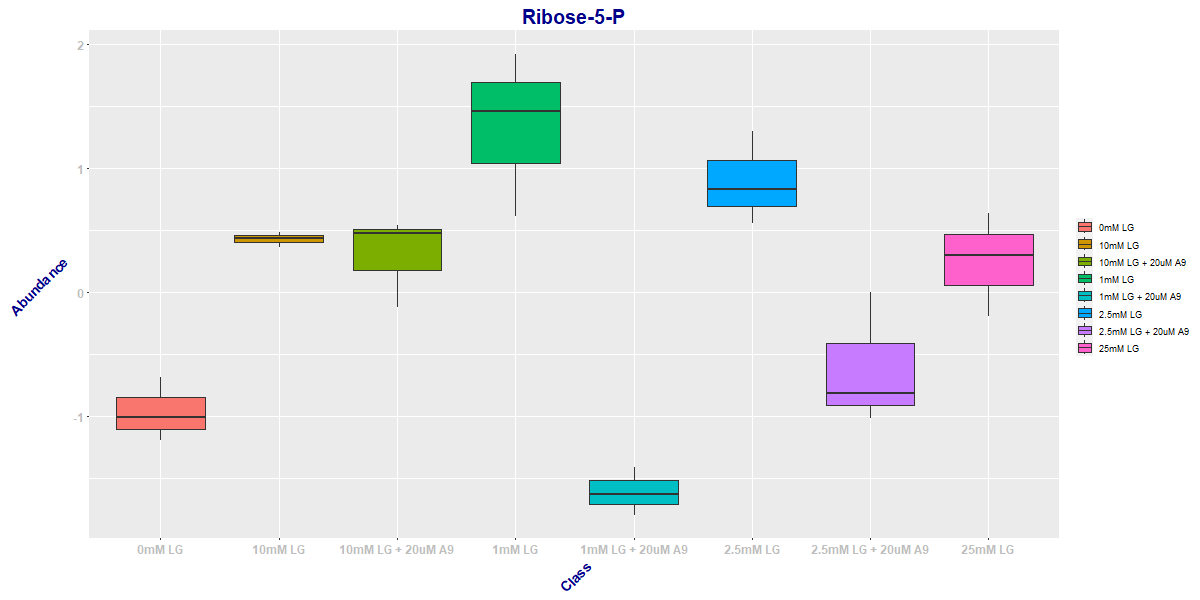 Ribose-5-P
2
1
0
-1
Abundance
0mM LG
10mM LG
10mM LG + 20uM A9
1mM LG
1mM LG + 20uM A9
2.5mM LG
2.5mM LG + 20uM A9
25mM LG
Class
0mM LG
10mM LG
10mM LG + 20uM A9
1mM LG
1mM LG + 20uM A9
2.5mM LG
2.5mM LG + 20uM A9
25mM LG